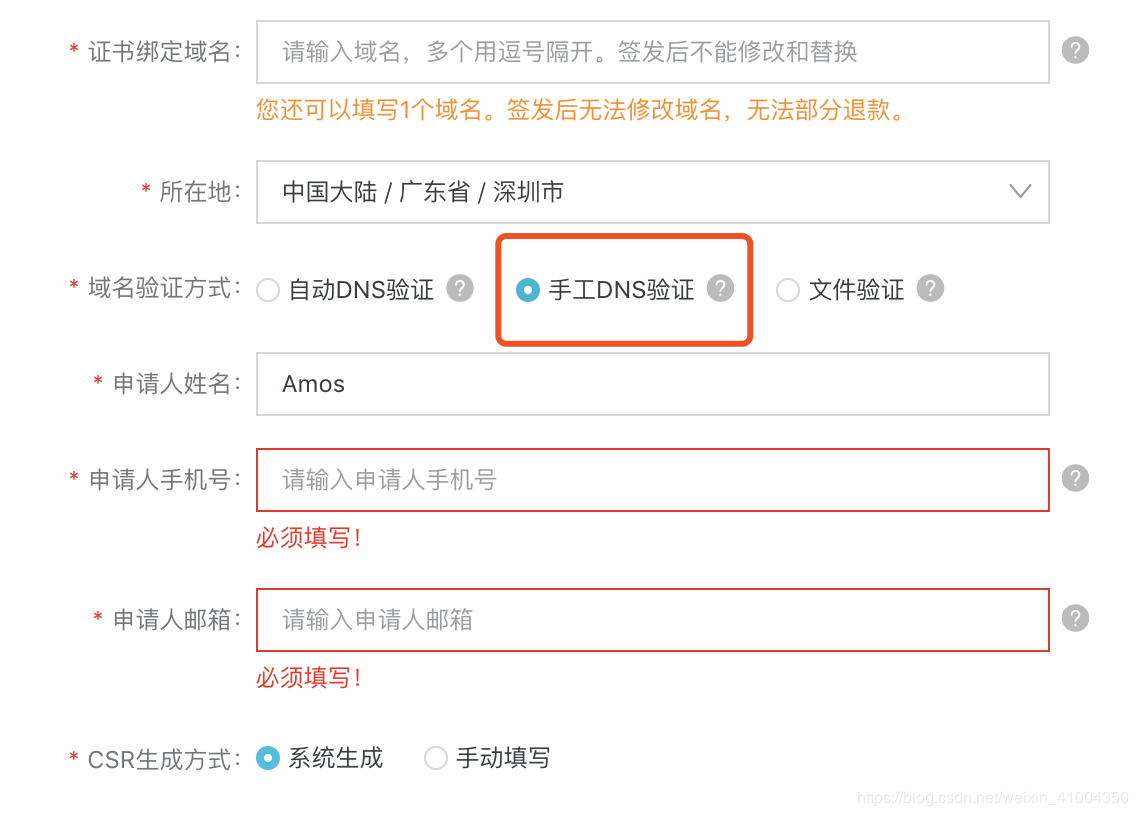 * 证书绑定域名： 请输入域名，多个用逗号隔开。签发后不能修改和替换 ?
您还可以填写1个域名。签发后无法修改域名，无法部分退款。
* 所在地： 中国大陆 / 广东省 / 深圳市
* 域名验证方式： 自动DNS验证 ? 手工DNS验证 ? 文件验证 ?
* 申请人姓名： Amos
* 申请人手机号： 请输入申请人手机号 ?
必须填写！
* 申请人邮箱： 请输入申请人邮箱 ?
必须填写！
* CSR生成方式： 系统生成 手动填写
https://blog.csdn.net/weixin_41004350